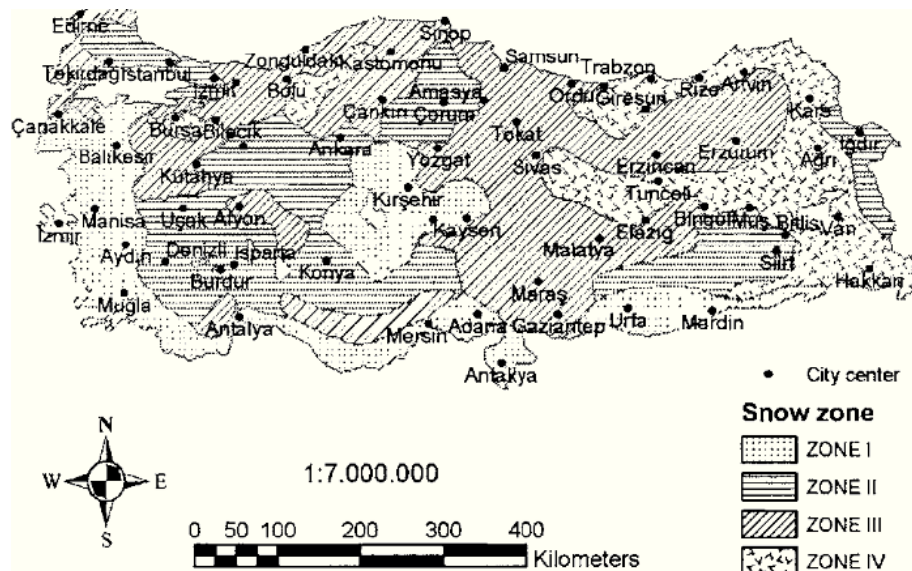 Edirne
Sinop
Tekirdağ
İstanbul
Zonguldak
Kastomonu
Samsun
Trabzon
İzmit
Bolu
Ordu
Giresun
Rize
Artvin
Çanakkale
Bursa
Bilecik
Çankırı
Amasya
Çorum
Tokat
Kars
Iğdır
Balıkesir
Ankara
Yozgat
Sivas
Erzincan
Erzurum
Ağrı
Kütahya
Kırşehir
Tunceli
Manisa
Uşak
Afyon
Kayseri
Elazığ
Bingöl
Muş
Bitlis
Van
İzmir
Aydın
Denizli
Isparta
Konya
Malatya
Siirt
Burdur
Hakkari
Muğla
Maraş
Antalya
Mersin
Adana
Gaziantep
Urfa
Mardin
Antakya
City center
Snow zone
N
W
E
S
1:7.000.000
ZONE I
ZONE II
ZONE III
ZONE IV
0 50 100 200 300 400
Kilometers